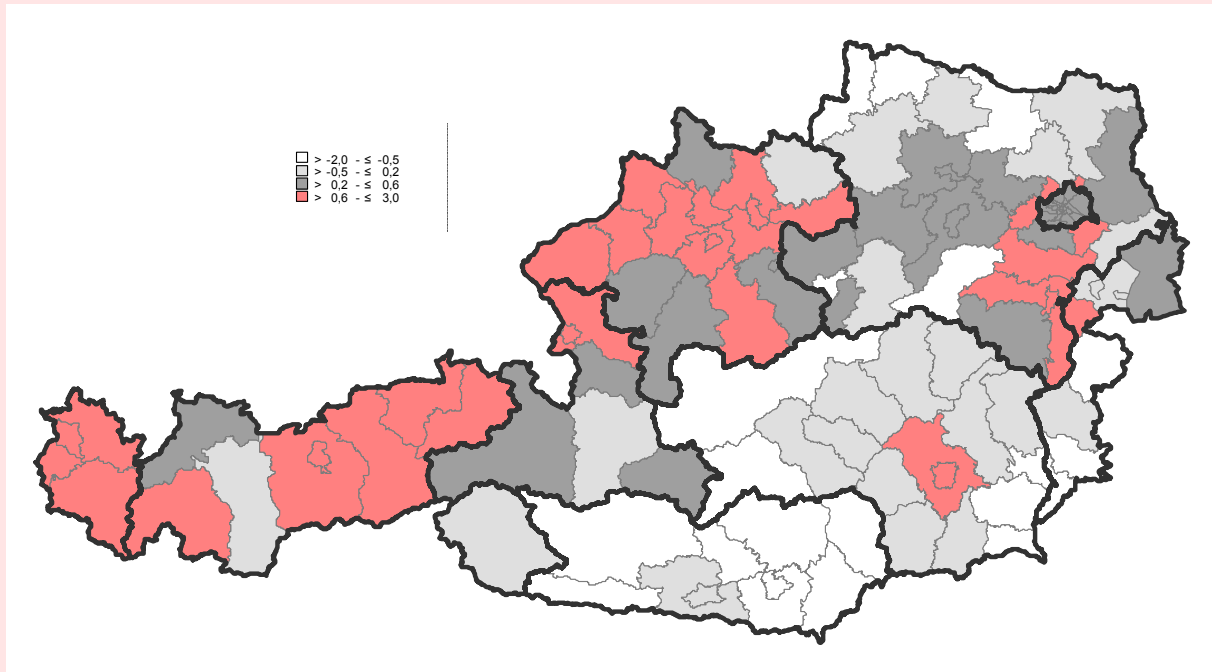 > -2,0 - ≤ -0,5
> -0,5 - ≤ 0,2
> 0,2 - ≤ 0,6
> 0,6 - ≤ 3,0